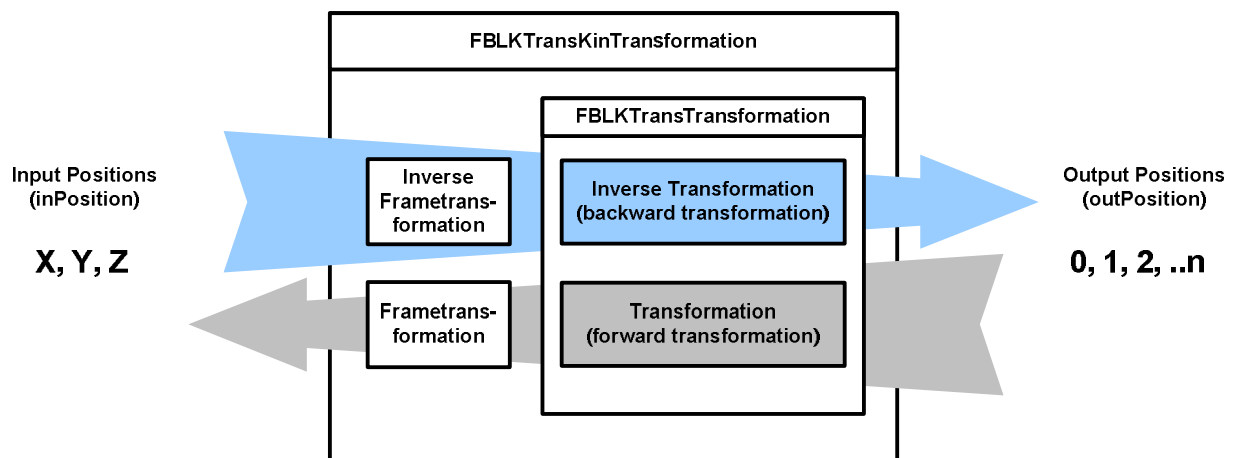 FBLKTransKinTransformation
FBLKTransTransformation
Input Positions
(inPosition)
X, Y, Z
Inverse
Frametrans-
formation
Inverse Transformation
(backward transformation)
Output Positions
(outPosition)
0, 1, 2, ..n
Frametrans-
formation
Transformation
(forward transformation)